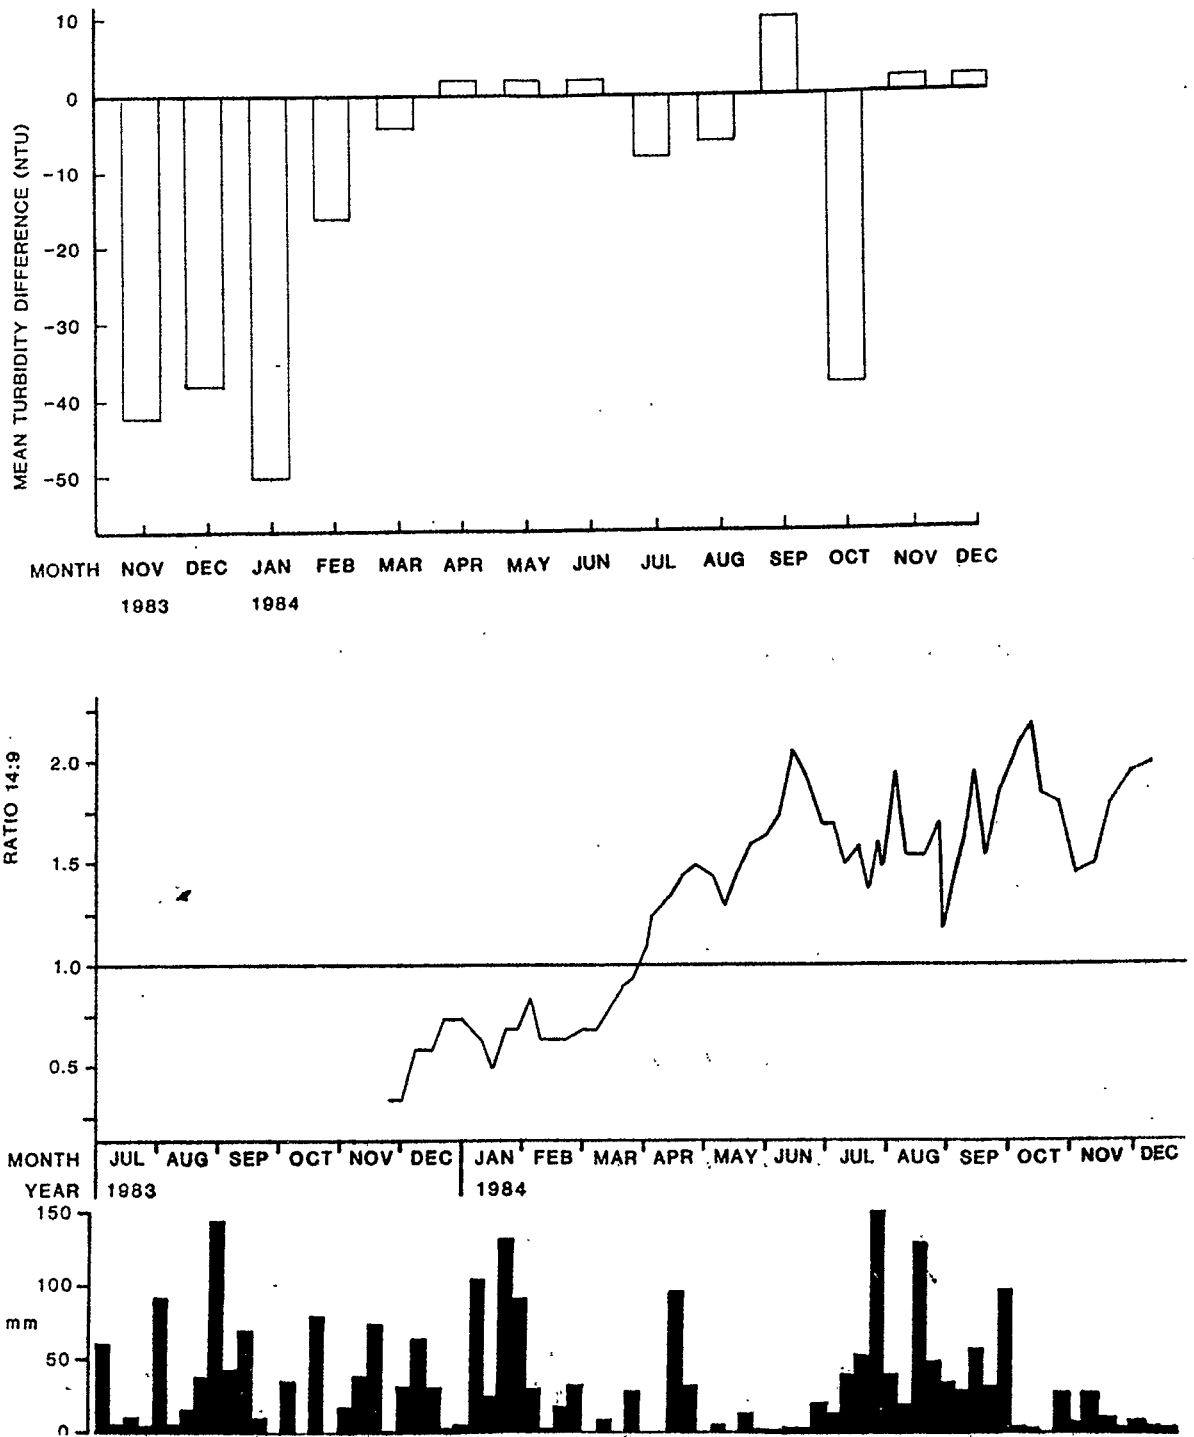 10
0
-10
-20
-30
-40
-50
MEAN TURBIDITY DIFFERENCE (NTU)
MONTH NOV DEC JAN FEB MAR APR MAY JUN JUL AUG SEP OCT NOV DEC
1983 1984
2.0
1.5
1.0
0.5
RATIO 14:9
MONTH JUL AUG SEP OCT NOV DEC JAN FEB MAR APR MAY JUN JUL AUG SEP OCT NOV DEC
YEAR 1983 1984
150
100
50
0
mm